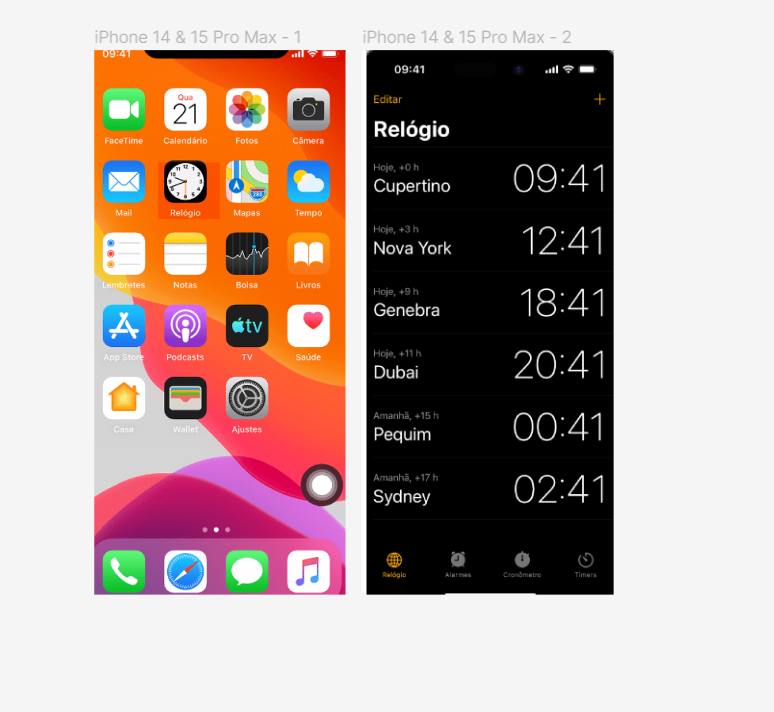 iPhone 14 & 15 Pro Max - 1
09:41
Qua
21
FaceTime Calendário Fotos Câmera
280
Mail Relógio Mapas Tempo
Lembretes Notas Bolsa Livros
tv
App Store Podcasts TV Saúde
Casa Wallet Ajustes
iPhone 14 & 15 Pro Max - 2
09:41
Editar +
Relógio
Hoje, +0 h
Cupertino 09:41
Hoje, +3 h
Nova York 12:41
Hoje, +9 h
Genebra 18:41
Hoje, +11 h
Dubai 20:41
Amanhã, +15 h
Pequim 00:41
Amanhã, +17 h
Sydney 02:41
Relógio Alarmes Cronômetro Timers